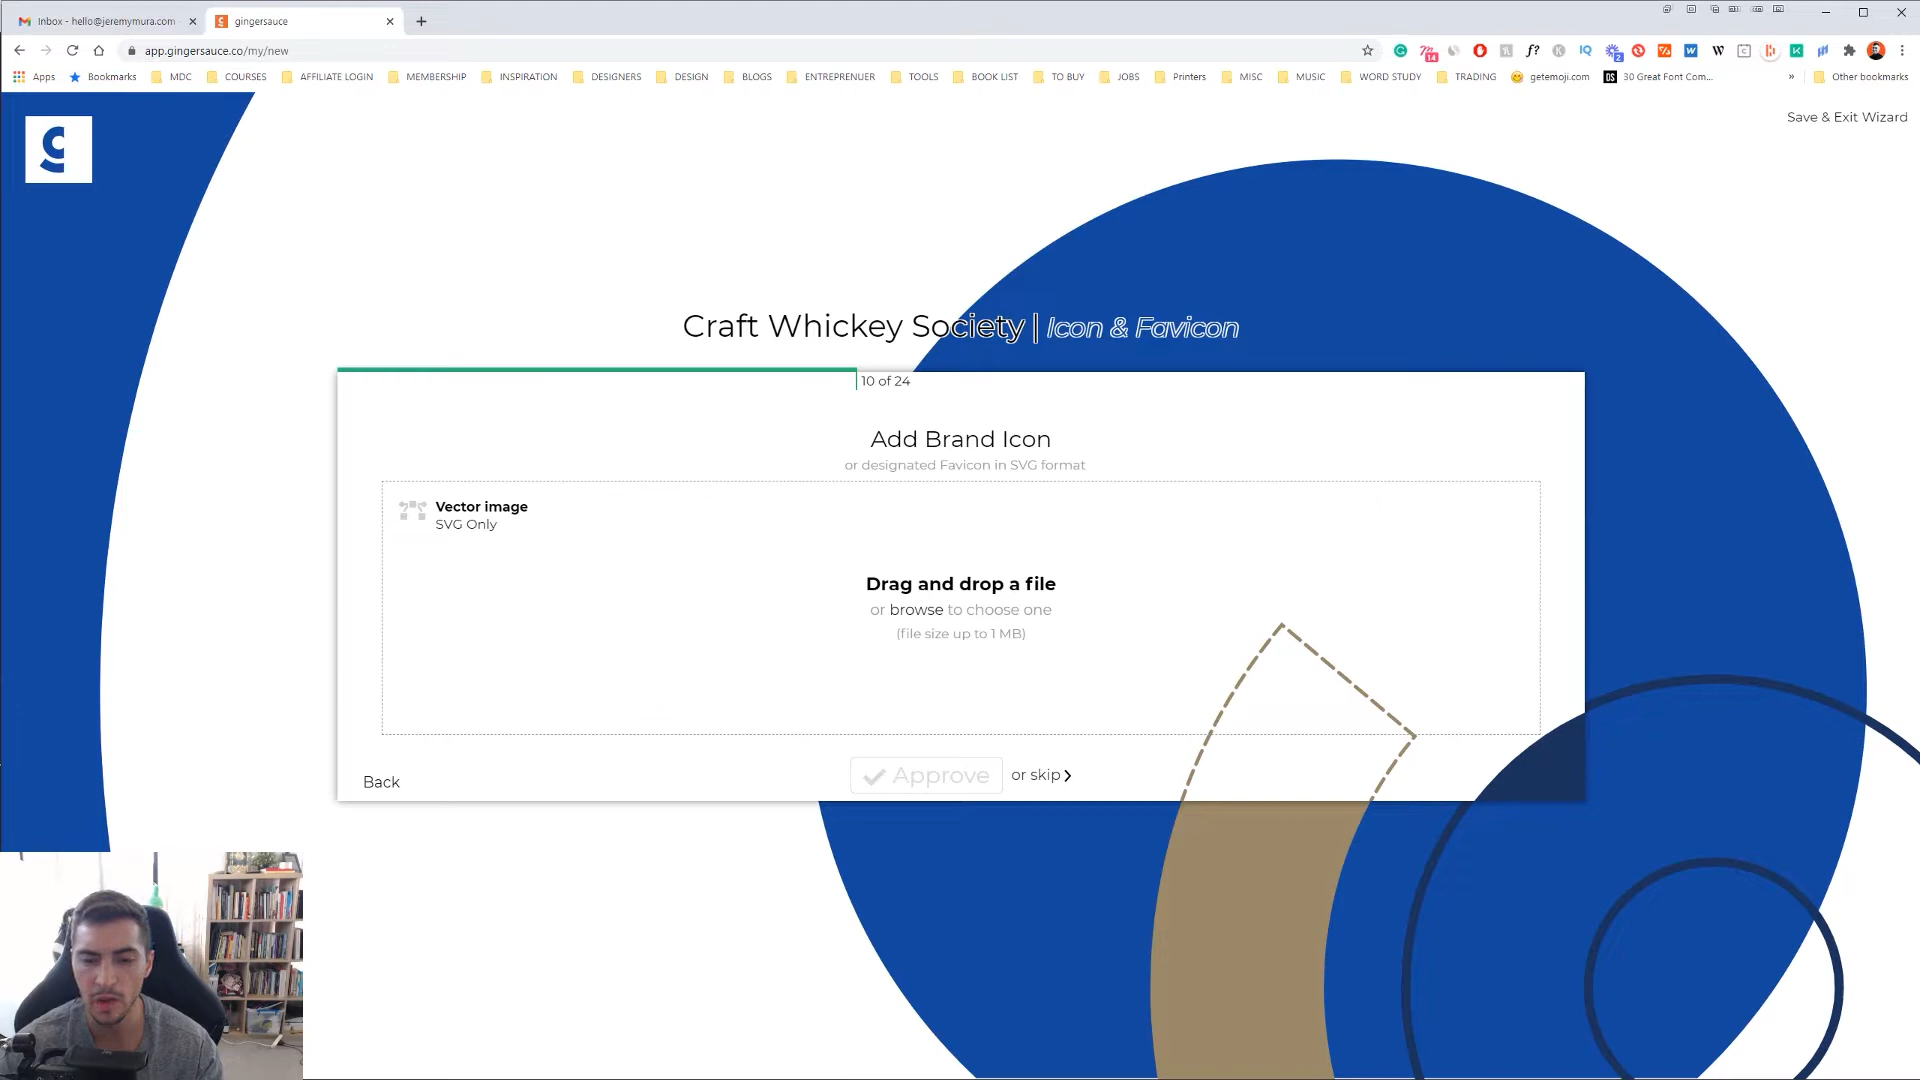 Inbox - hello@jeremymura.com
gingersauce
app.gingersauce.co/my/new
Apps
Bookmarks
MDC
COURSES
AFFILIATE LOGIN
MEMBERSHIP
INSPIRATION
DESIGNERS
DESIGN
BLOGS
ENTREPRENUER
TOOLS
BOOK LIST
TO BUY
JOBS
Printers
MISC
MUSIC
WORD STUDY
TRADING
getemoji.com
30 Great Font Com...
Other bookmarks
Save & Exit Wizard
g
Craft Whickey Society | Icon & Favicon
10 of 24
Add Brand Icon
or designated Favicon in SVG format
Vector image
SVG Only
Drag and drop a file
or browse to choose one
(file size up to 1 MB)
Back
Approve
or skip